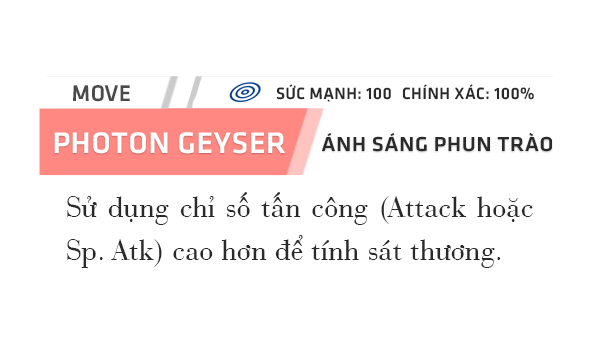 MOVE SỨC MẠNH: 100 CHÍNH XÁC: 100%
PHOTON GEYSER ÁNH SÁNG PHUN TRÀO
Sử dụng chỉ số tấn công (Attack hoặc
Sp. Atk) cao hơn để tính sát thương.